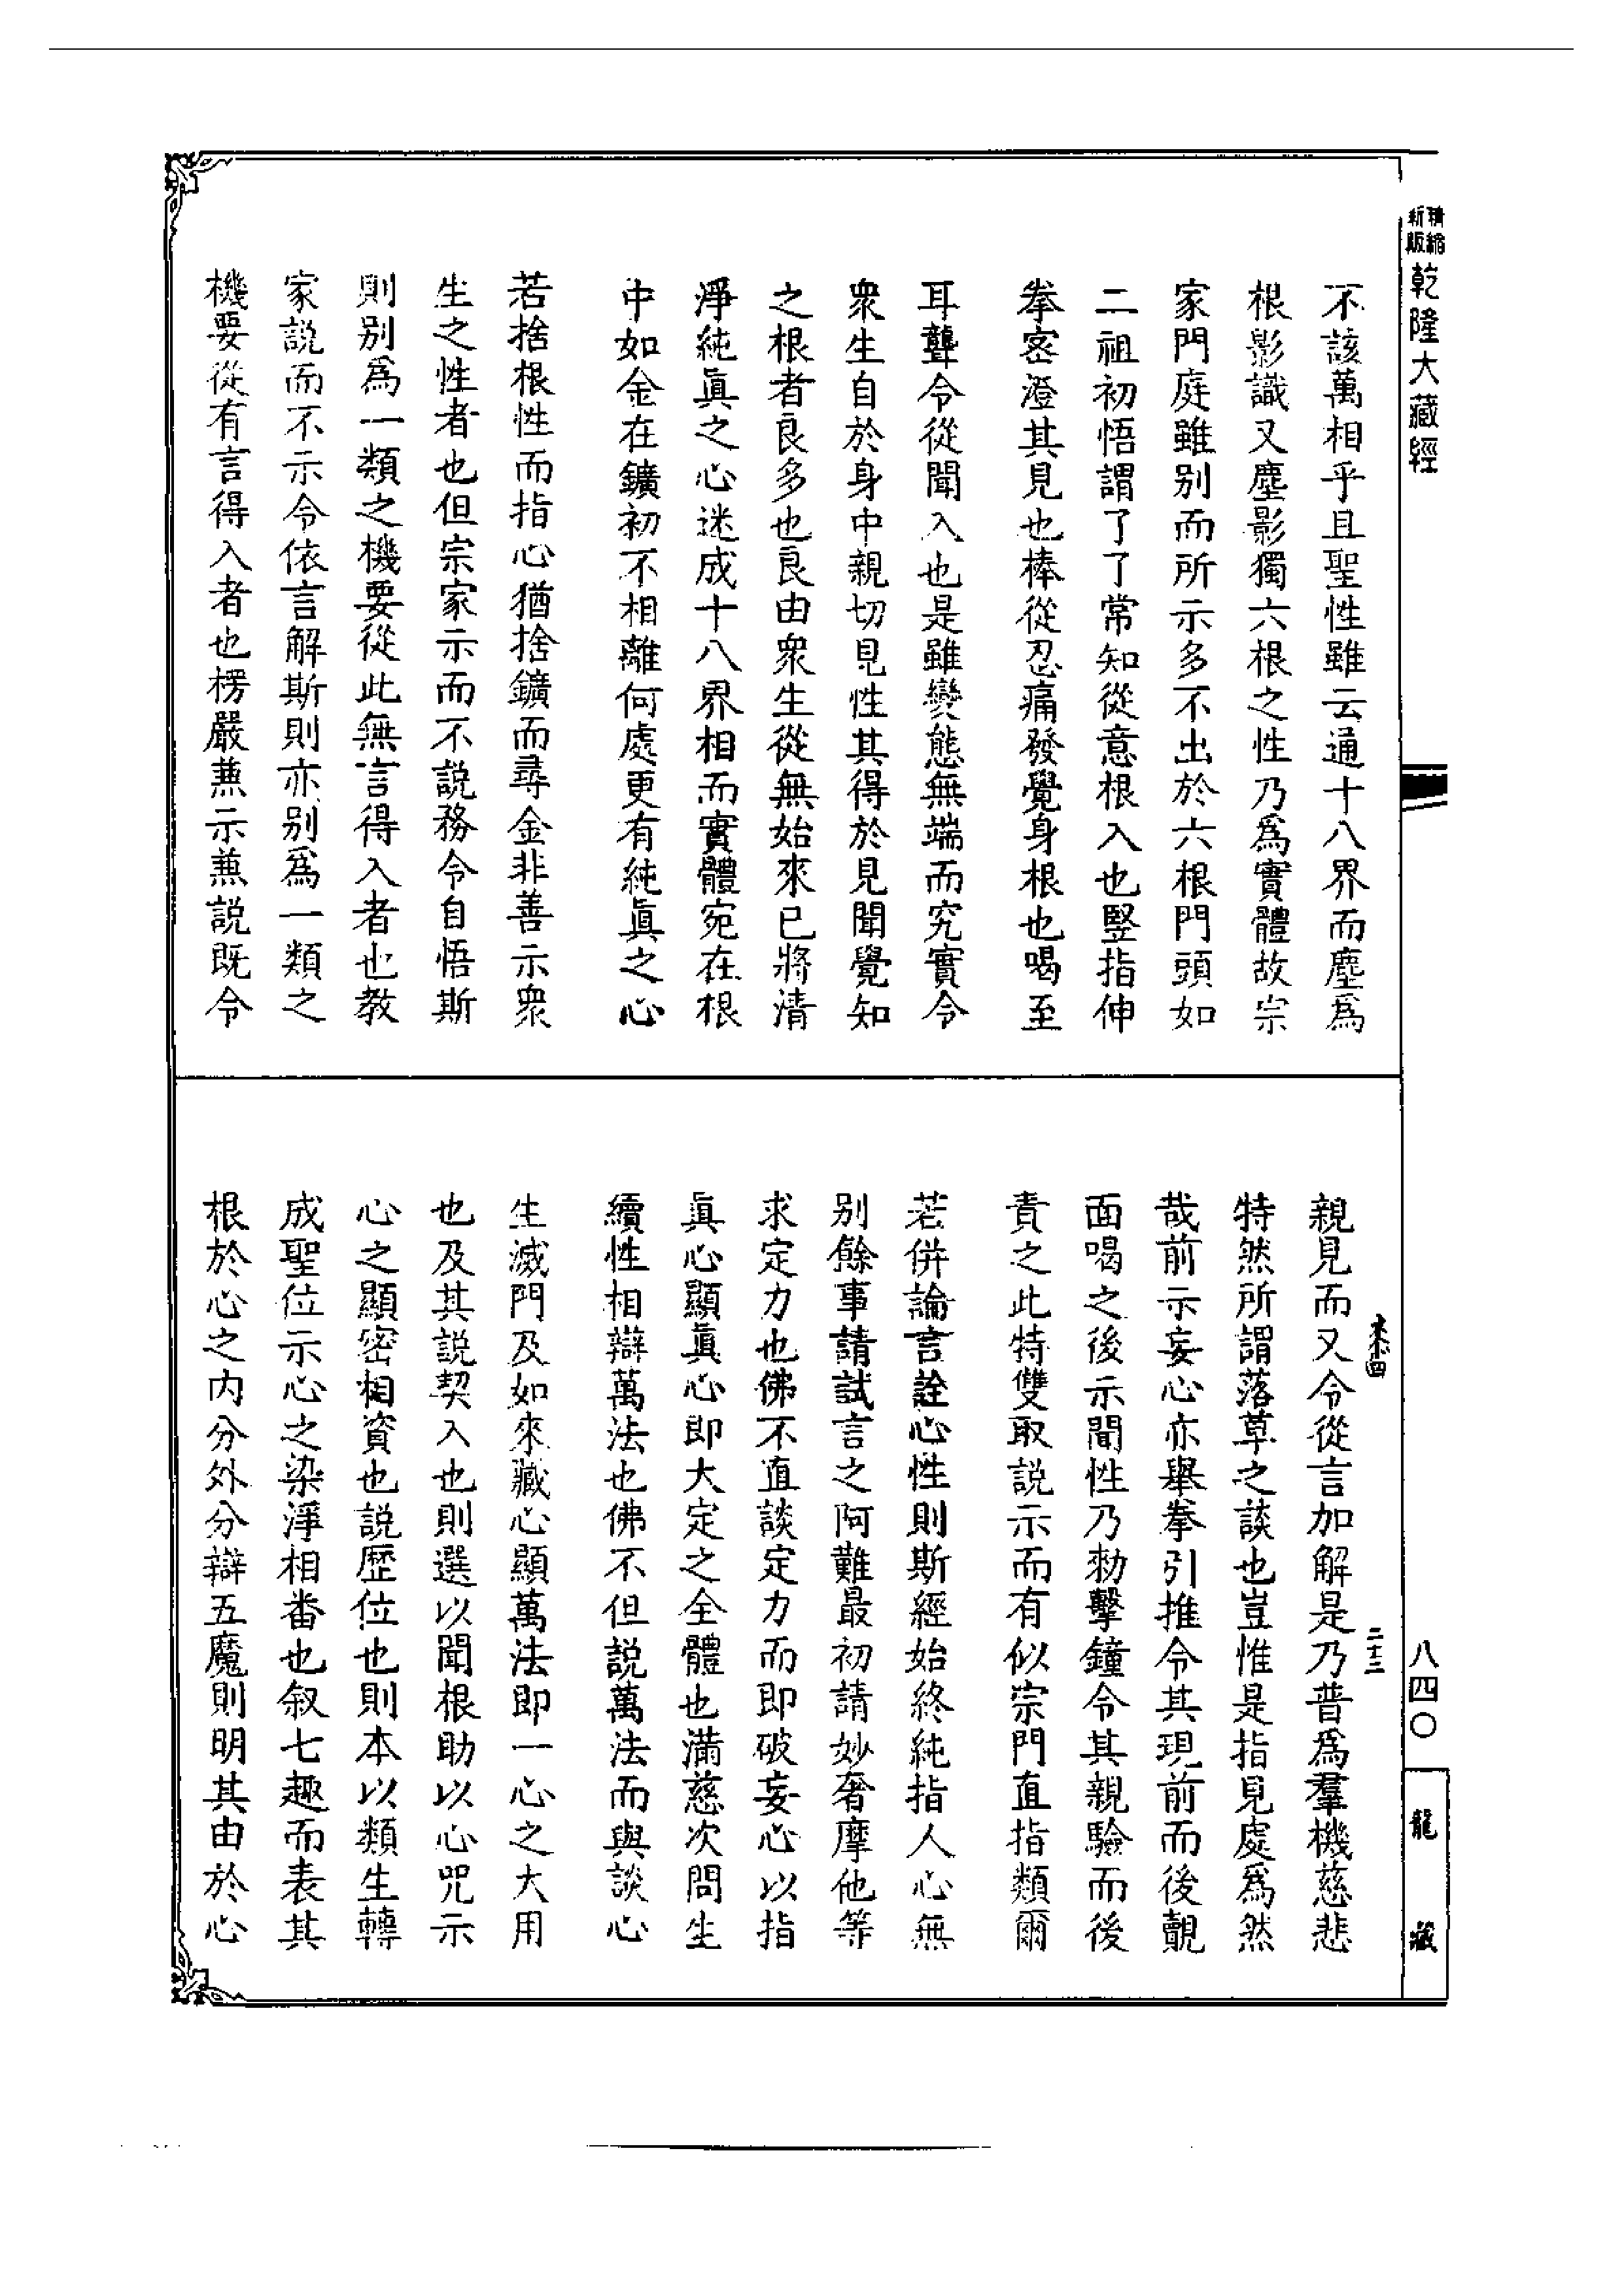 精縮
新版
乾隆大藏經
不該萬相乎且聖性雖云通十八界而塵爲
根影識又塵影獨六根之性乃爲實體故宗
家門庭雖别而所示多不出於六根門頭如
二祖初悟謂了了常知從意根入也竪指伸
拳密澄其見也棒從忍痛發覺身根也喝至
耳聾令從聞入也是雖變態無端而究實令
衆生自於身中親切見性其得於見聞覺知
之根者良多也良由衆生從無始來已將清
淨純眞之心迷成十八界相而實體宛在根
中如金在鑛初不相離何處更有純眞之心
若捨根性而指心猶捨鑛而尋金非善示衆
生之性者也但宗家示而不説務令自悟斯
則别爲一類之機要從此無言得入者也教
家説而不示令依言解斯則亦别爲一類之
機要從有言得入者也楞嚴兼示兼説既令
親見而又令從言加解是乃普爲羣機慈悲
特然所謂落草之談也豈惟是指見處爲然
哉前示妄心亦舉拳引推令其現前而後覿
面喝之後示聞性乃勑擊鐘令其親驗而後
責之此特雙取説示而有似宗門直指類爾
若併論言詮心性則斯經始終純指人心無
别餘事請試言之阿難最初請妙奢摩他等
求定力也佛不直談定力而即破妄心以指
眞心顯眞心即大定之全體也滿慈次問生
續性相辯萬法也佛不但説萬法而與談心
生滅門及如來藏心顯萬法即一心之大用
也及其説契入也則選以聞根助以心咒示
心之顯密相資也説歷位也則本以類生轉
成聖位示心之染淨相番也叙七趣而表其
根於心之内分外分辯五魔則明其由於心
四
二十三
八四〇
龍藏